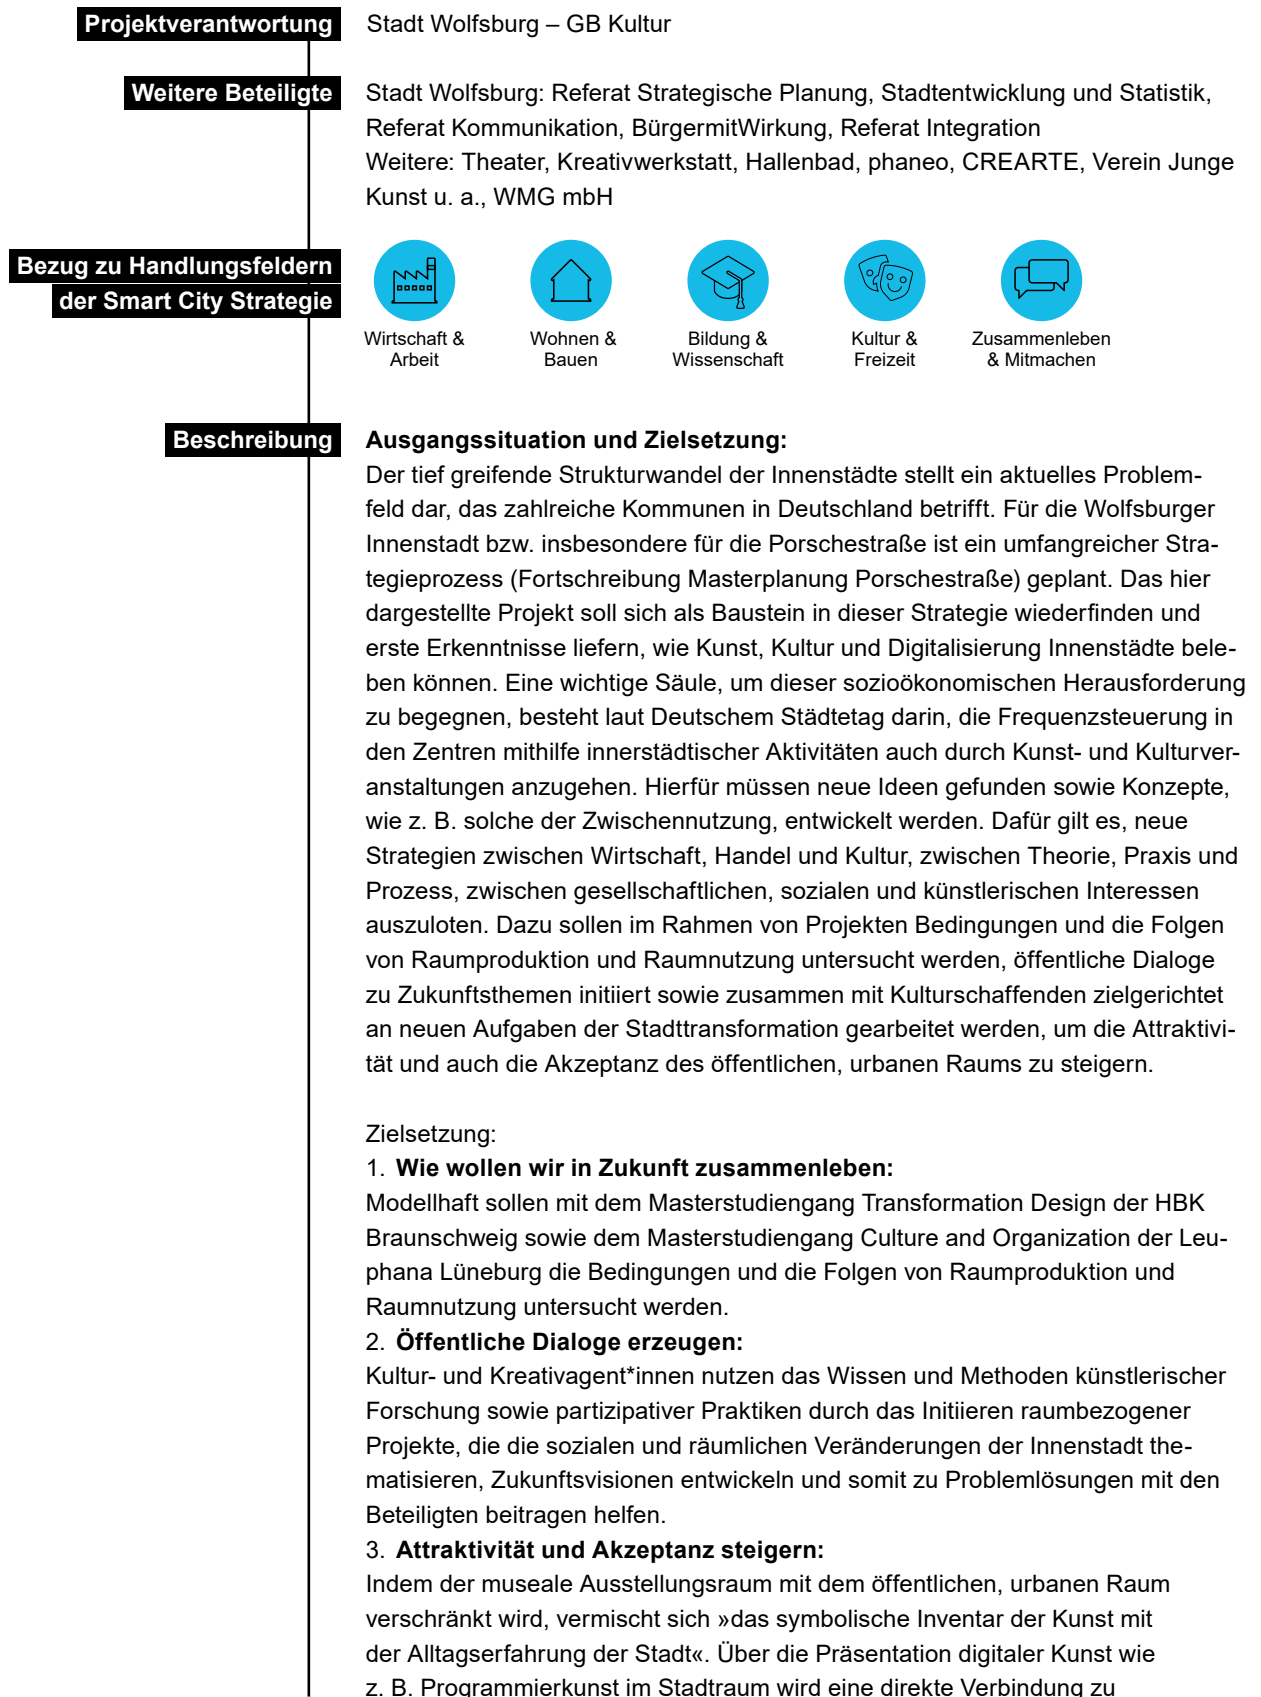 Projektverantwortung
Stadt Wolfsburg – GB Kultur
Weitere Beteiligte
Stadt Wolfsburg: Referat Strategische Planung, Stadtentwicklung und Statistik,
Referat Kommunikation, BürgermitWirkung, Referat Integration
Weitere: Theater, Kreativwerkstatt, Hallenbad, phaneo, CREARTE, Verein Junge
Kunst u. a., WMG mbH
Bezug zu Handlungsfeldern
der Smart City Strategie
Wirtschaft &
Arbeit
Wohnen &
Bauen
Bildung &
Wissenschaft
Kultur &
Freizeit
Zusammenleben
& Mitmachen
Beschreibung
Ausgangssituation und Zielsetzung:
Der tief greifende Strukturwandel der Innenstädte stellt ein aktuelles Problem-
feld dar, das zahlreiche Kommunen in Deutschland betrifft. Für die Wolfsburger
Innenstadt bzw. insbesondere für die Porschestraße ist ein umfangreicher Stra-
tegieprozess (Fortschreibung Masterplanung Porschestraße) geplant. Das hier
dargestellte Projekt soll sich als Baustein in dieser Strategie wiederfinden und
erste Erkenntnisse liefern, wie Kunst, Kultur und Digitalisierung Innenstädte bele-
ben können. Eine wichtige Säule, um dieser sozioökonomischen Herausforderung
zu begegnen, besteht laut Deutschem Städtetag darin, die Frequenzsteuerung in
den Zentren mithilfe innerstädtischer Aktivitäten auch durch Kunst- und Kulturver-
anstaltungen anzugehen. Hierfür müssen neue Ideen gefunden sowie Konzepte,
wie z. B. solche der Zwischennutzung, entwickelt werden. Dafür gilt es, neue
Strategien zwischen Wirtschaft, Handel und Kultur, zwischen Theorie, Praxis und
Prozess, zwischen gesellschaftlichen, sozialen und künstlerischen Interessen
auszuloten. Dazu sollen im Rahmen von Projekten Bedingungen und die Folgen
von Raumproduktion und Raumnutzung untersucht werden, öffentliche Dialoge
zu Zukunftsthemen initiiert sowie zusammen mit Kulturschaffenden zielgerichtet
an neuen Aufgaben der Stadttransformation gearbeitet werden, um die Attraktivi-
tät und auch die Akzeptanz des öffentlichen, urbanen Raums zu steigern.
Zielsetzung:
1. Wie wollen wir in Zukunft zusammenleben:
Modellhaft sollen mit dem Masterstudiengang Transformation Design der HBK
Braunschweig sowie dem Masterstudiengang Culture and Organization der Leu-
phana Lüneburg die Bedingungen und die Folgen von Raumproduktion und
Raumnutzung untersucht werden.
2. Öffentliche Dialoge erzeugen:
Kultur- und Kreativagent*innen nutzen das Wissen und Methoden künstlerischer
Forschung sowie partizipativer Praktiken durch das Initiieren raumbezogener
Projekte, die die sozialen und räumlichen Veränderungen der Innenstadt the-
matisieren, Zukunftsvisionen entwickeln und somit zu Problemlösungen mit den
Beteiligten beitragen helfen.
3. Attraktivität und Akzeptanz steigern:
Indem der museale Ausstellungsraum mit dem öffentlichen, urbanen Raum
verschränkt wird, vermischt sich »das symbolische Inventar der Kunst mit
der Alltagserfahrung der Stadt«. Über die Präsentation digitaler Kunst wie
z. B. Programmierkunst im Stadtraum wird eine direkte Verbindung zu